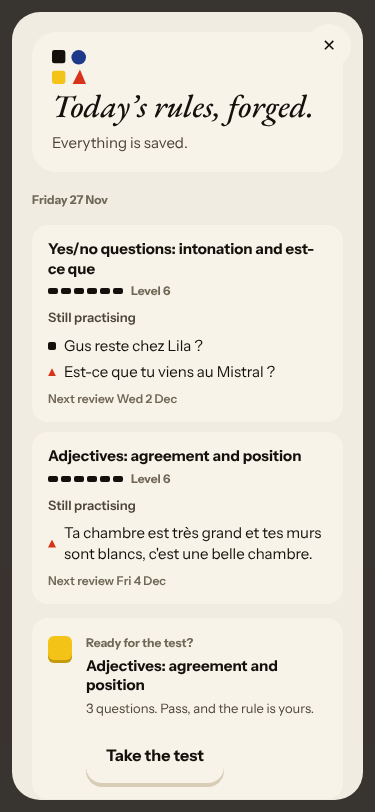 Today’s rules, forged.
Everything is saved.
Friday 27 Nov
Yes/no questions: intonation and est-
ce que
Level 6
Still practising
Gus reste chez Lila ?
Est-ce que tu viens au Mistral ?
Next review Wed 2 Dec
Adjectives: agreement and position
Level 6
Still practising
Ta chambre est très grand et tes murs
sont blancs, c'est une belle chambre.
Next review Fri 4 Dec
Ready for the test?
Adjectives: agreement and
position
3 questions. Pass, and the rule is yours.
Take the test